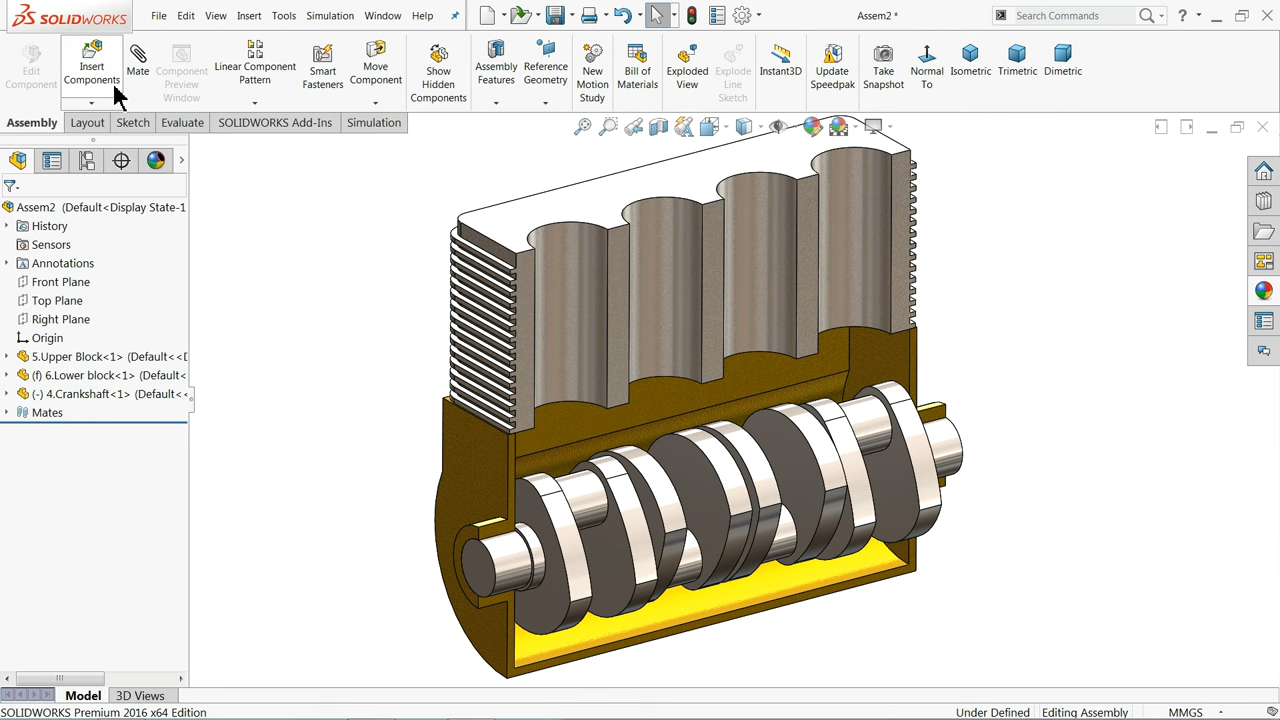 SOLIDWORKS
File Edit View Insert Tools Simulation Window Help
Assem2 *
Search Commands
Edit Component
Insert Components
Mate
Component Preview Window
Linear Component Pattern
Smart Fasteners
Move Component
Show Hidden Components
Assembly Features
Reference Geometry
New Motion Study
Bill of Materials
Exploded View
Explode Line Sketch
Instant3D
Update Speedpak
Take Snapshot
Normal To
Isometric
Trimetric
Dimetric
Assembly Layout Sketch Evaluate SOLIDWORKS Add-Ins Simulation
Assem2 (Default<Display State-1
History
Sensors
Annotations
Front Plane
Top Plane
Right Plane
Origin
5.Upper Block<1> (Default<<D
(f) 6.Lower block<1> (Default<
(-) 4.Crankshaft<1> (Default<<
Mates
Model 3D Views
SOLIDWORKS Premium 2016 x64 Edition
Under Defined Editing Assembly MMGS